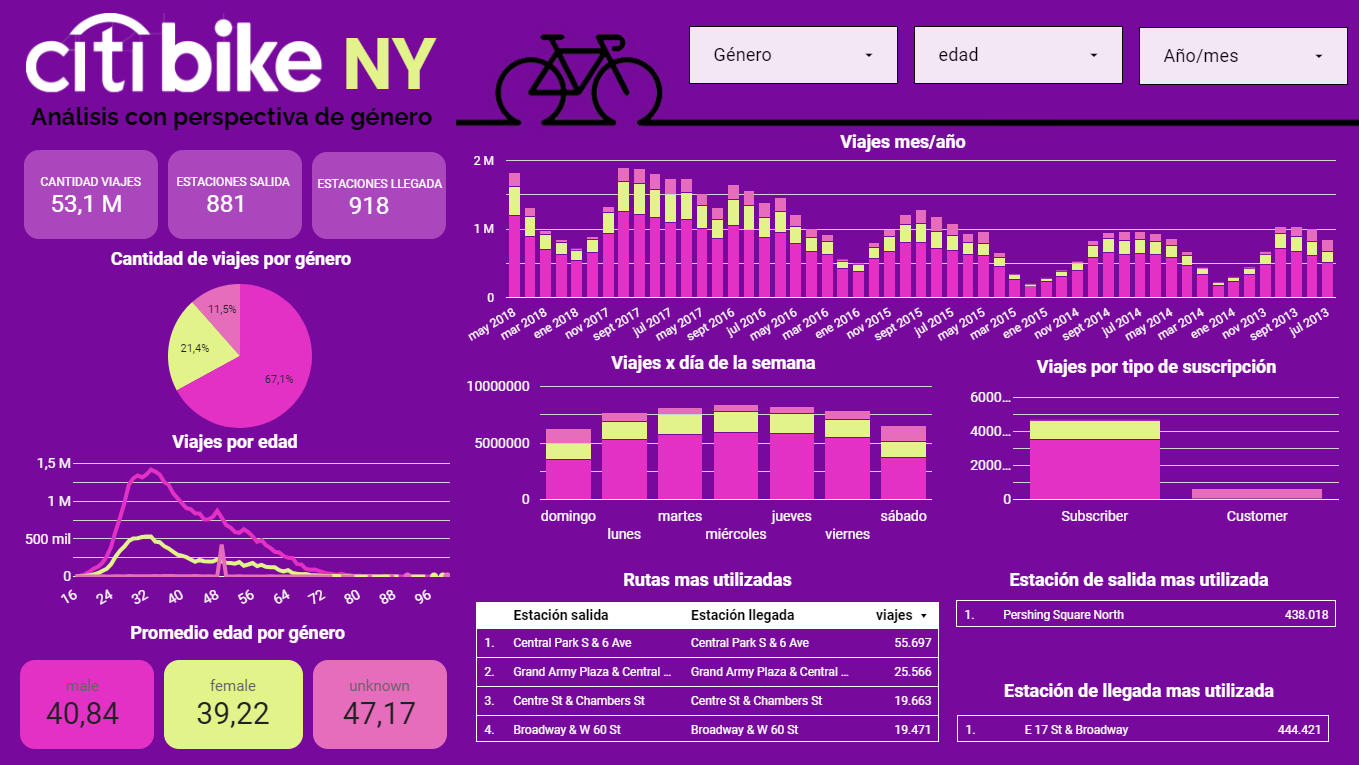 citi bike NY
Análisis con perspectiva de género
Género
edad
Año/mes
CANTIDAD VIAJES
53,1 M
ESTACIONES SALIDA
881
ESTACIONES LLEGADA
918
Cantidad de viajes por género
11,5%
21,4%
67,1%
Viajes por edad
1,5 M
1 M
500 mil
0
16 24 32 40 48 56 64 72 80 88 96
Promedio edad por género
male
40,84
female
39,22
unknown
47,17
Viajes mes/año
2 M
1 M
0
may 2018 mar 2018 ene 2018 nov 2017 sept 2017 jul 2017 may 2017 sept 2016 jul 2016 may 2016 mar 2016 ene 2016 nov 2015 sept 2015 jul 2015 may 2015 mar 2015 ene 2015 nov 2014 sept 2014 jul 2014 may 2014 mar 2014 ene 2014 nov 2013 sept 2013 jul 2013
Viajes x día de la semana
10000000
5000000
0
domingo lunes martes miércoles jueves viernes sábado
Viajes por tipo de suscripción
6000...
4000...
2000...
0
Subscriber Customer
Rutas mas utilizadas
Estación salida Estación llegada viajes
1. Central Park S & 6 Ave Central Park S & 6 Ave 55.697
2. Grand Army Plaza & Central ... Grand Army Plaza & Central ... 25.566
3. Centre St & Chambers St Centre St & Chambers St 19.663
4. Broadway & W 60 St Broadway & W 60 St 19.471
Estación de salida mas utilizada
1. Pershing Square North 438.018
Estación de llegada mas utilizada
1. E 17 St & Broadway 444.421